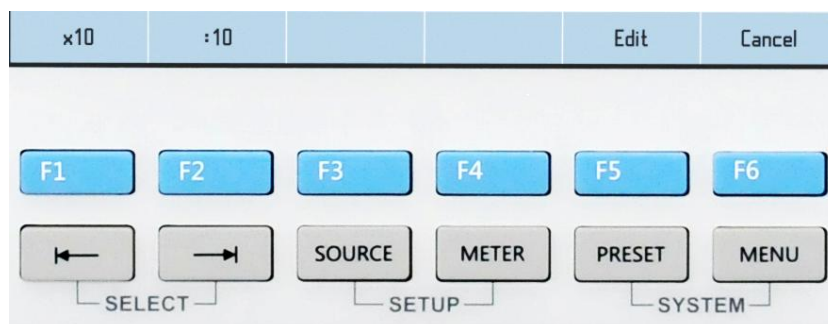 x10 :10 Edit Cancel
F1 F2 F3 F4 F5 F6
SOURCE METER PRESET MENU
SELECT SETUP SYSTEM